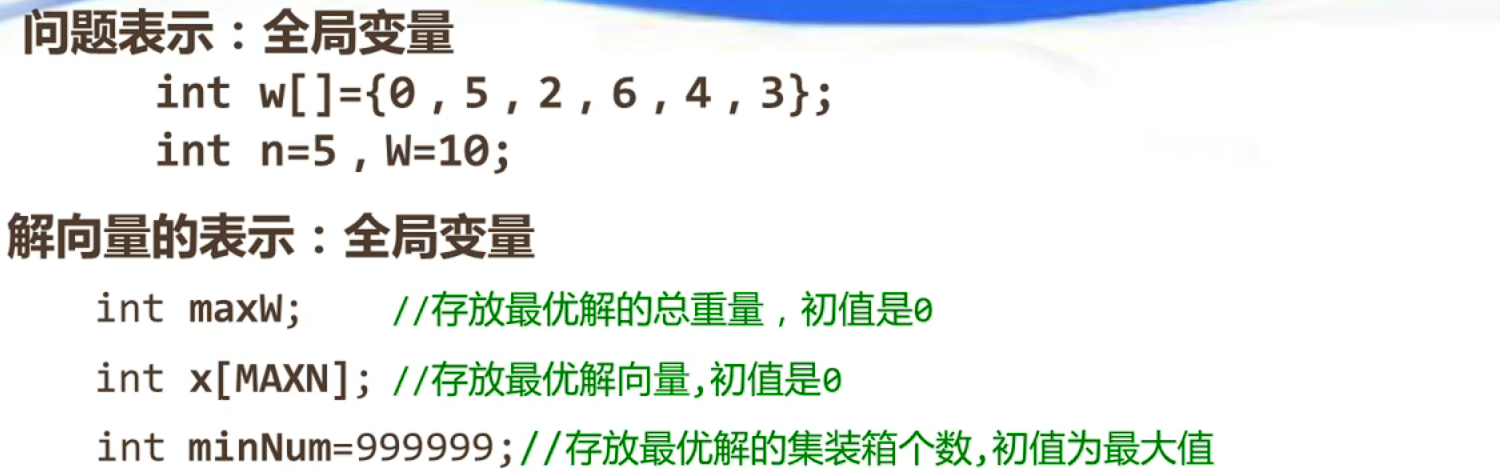 问题表示：全局变量
int w[]={0，5，2，6，4，3};
int n=5，W=10;
解向量的表示：全局变量
int maxW; //存放最优解的总重量，初值是0
int x[MAXN]; //存放最优解向量,初值是0
int minNum=999999;//存放最优解的集装箱个数,初值为最大值